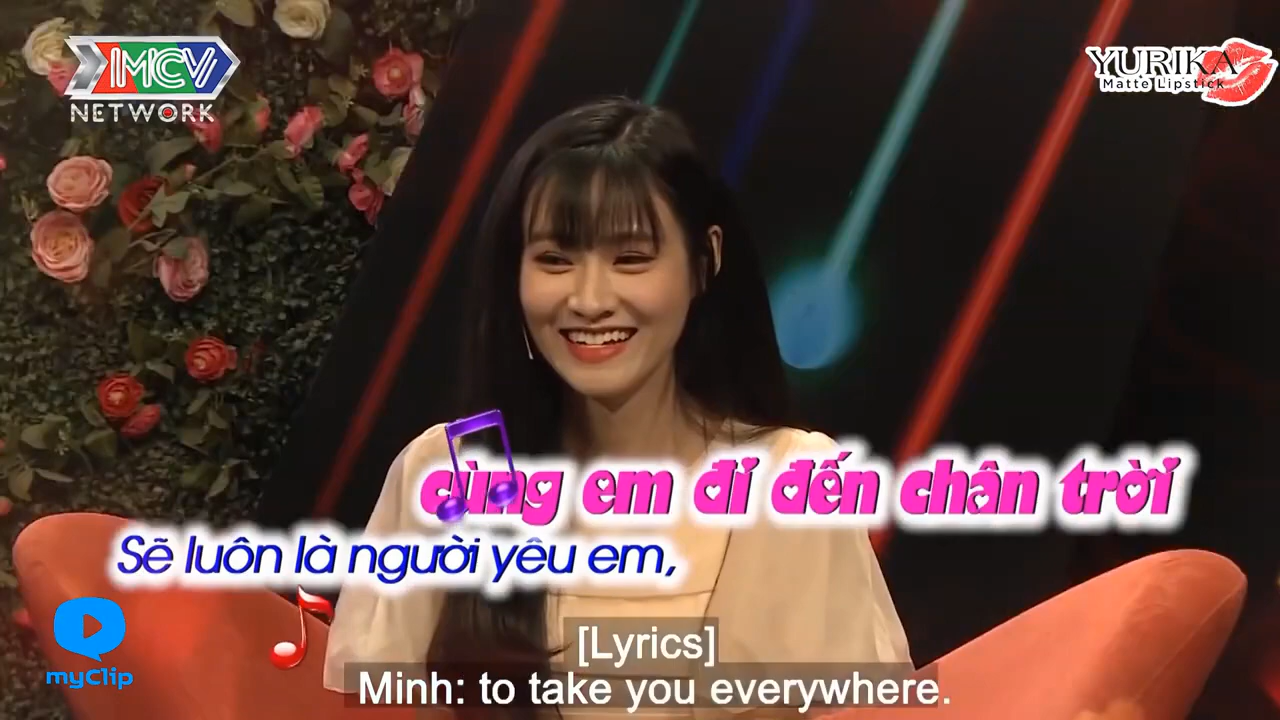 MCV
NETWORK
YURIKA
Matte Lipstick
cùng em đi đến chân trời
Sẽ luôn là người yêu em,
myclip
[Lyrics]
Minh: to take you everywhere.